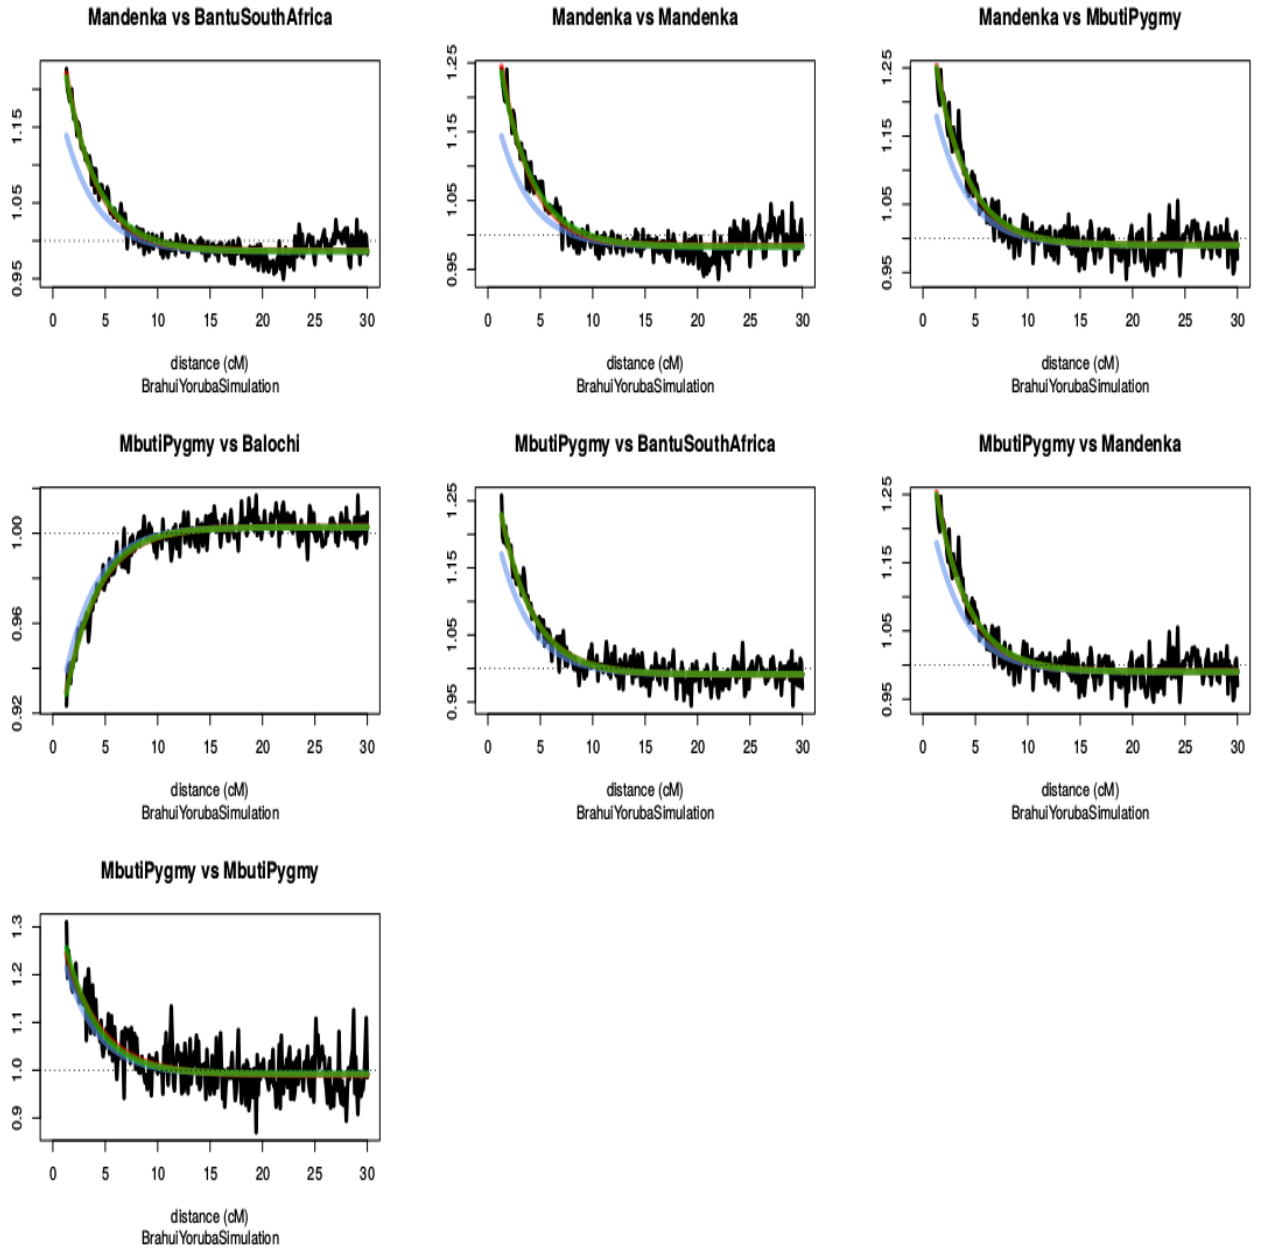 Mandenka vs BantuSouthAfrica
0.95 1.05 1.15
0 5 10 15 20 25 30
distance (cM)
BrahuiYorubaSimulation
Mandenka vs Mandenka
0.95 1.05 1.15 1.25
0 5 10 15 20 25 30
distance (cM)
BrahuiYorubaSimulation
Mandenka vs MbutiPygmy
0.95 1.05 1.15 1.25
0 5 10 15 20 25 30
distance (cM)
BrahuiYorubaSimulation
MbutiPygmy vs Balochi
0.92 0.96 1.00
0 5 10 15 20 25 30
distance (cM)
BrahuiYorubaSimulation
MbutiPygmy vs BantuSouthAfrica
0.95 1.05 1.15 1.25
0 5 10 15 20 25 30
distance (cM)
BrahuiYorubaSimulation
MbutiPygmy vs Mandenka
0.95 1.05 1.15 1.25
0 5 10 15 20 25 30
distance (cM)
BrahuiYorubaSimulation
MbutiPygmy vs MbutiPygmy
0.9 1.0 1.1 1.2 1.3
0 5 10 15 20 25 30
distance (cM)
BrahuiYorubaSimulation